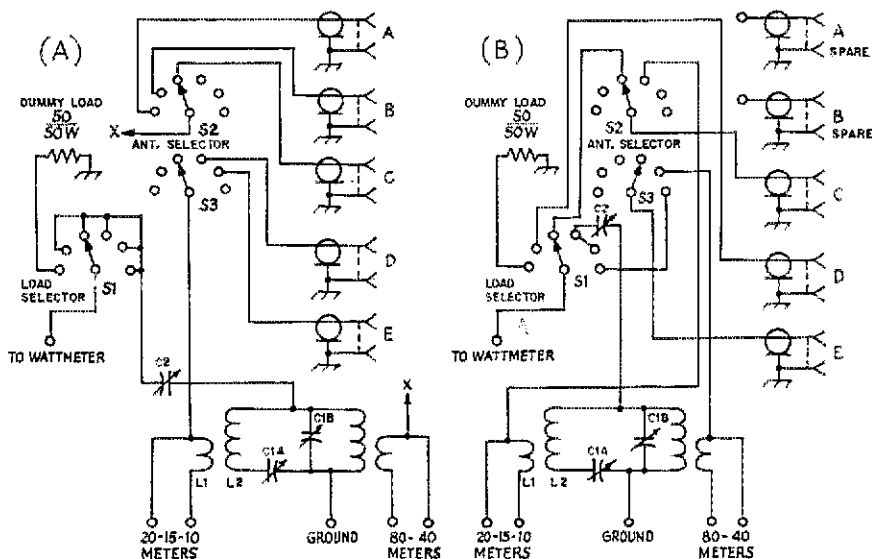 (A)
DUMMY LOAD
50
50W
X
S2
ANT. SELECTOR
S3
LOAD SELECTOR
S1
TO WATTMETER
C2
A
B
C
D
E
X
C1B
C1A
L1
L2
20-15-10
METERS
GROUND
80-40
METERS
(B)
DUMMY LOAD
50
50W
S2
ANT. SELECTOR
S3
C2
LOAD
SELECTOR
S1
TO WATTMETER
A
SPARE
B
SPARE
C
D
E
C1B
C1A
L1
L2
20-15-10
METERS
GROUND
80-40
METERS